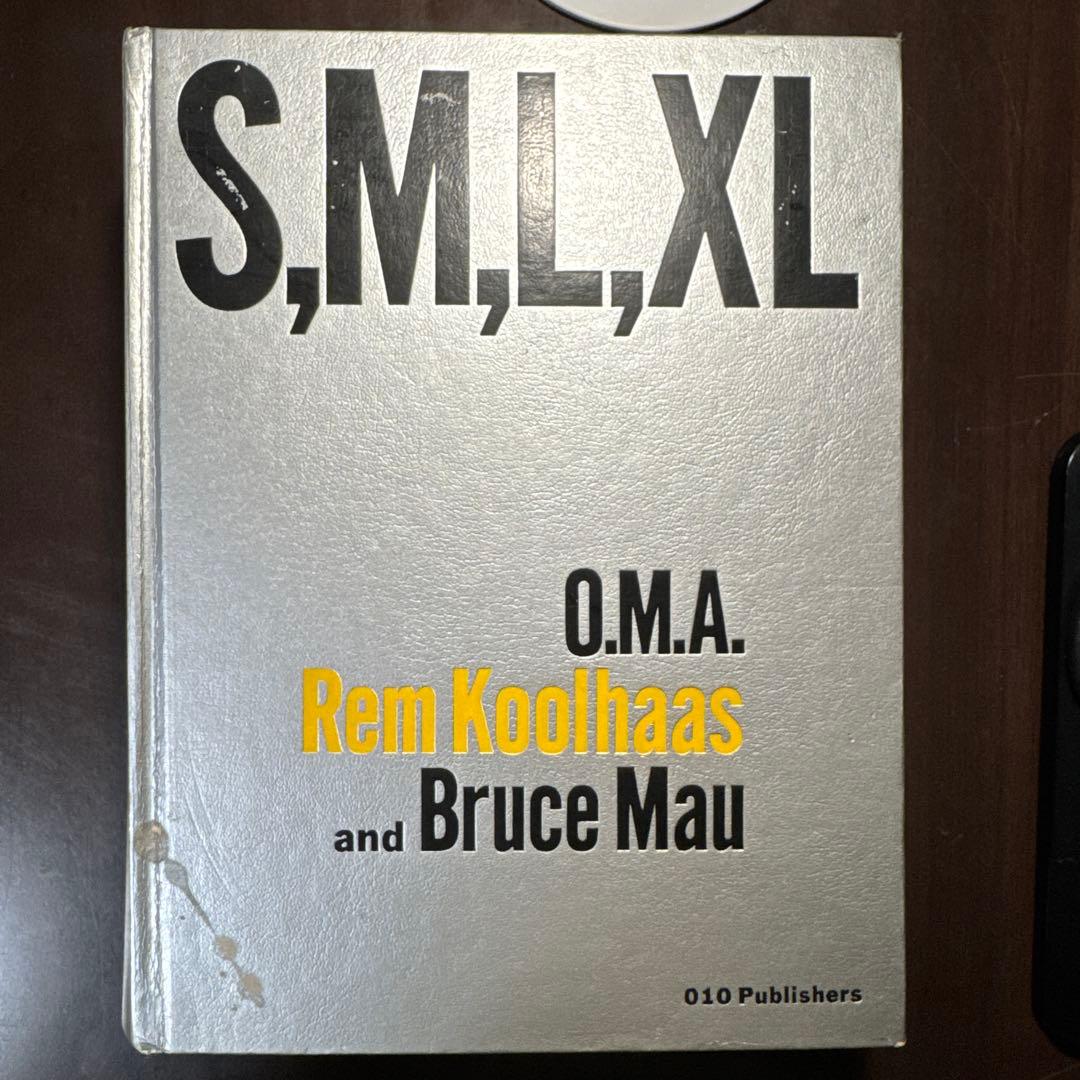 S,M,L,XL
O.M.A.
Rem Koolhaas
and Bruce Mau
010 Publishers